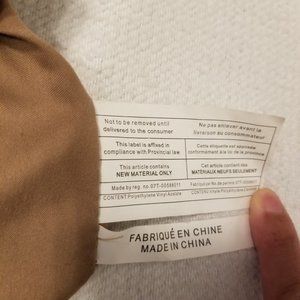 Not to be removed until
delivered to the consumer
Ne pas enlever avant la
livraison au consommateur
This label is affixed in
compliance with Provincial law
Cette étiquette est apposée
conformément à la loi de la province
This article contains
NEW MATERIAL ONLY
Cet article contient des
MATÉRIAUX NEUFS SEULEMENT
Made by reg. no.
CONTENT
FABRIQUÉ EN CHINE
MADE IN CHINA